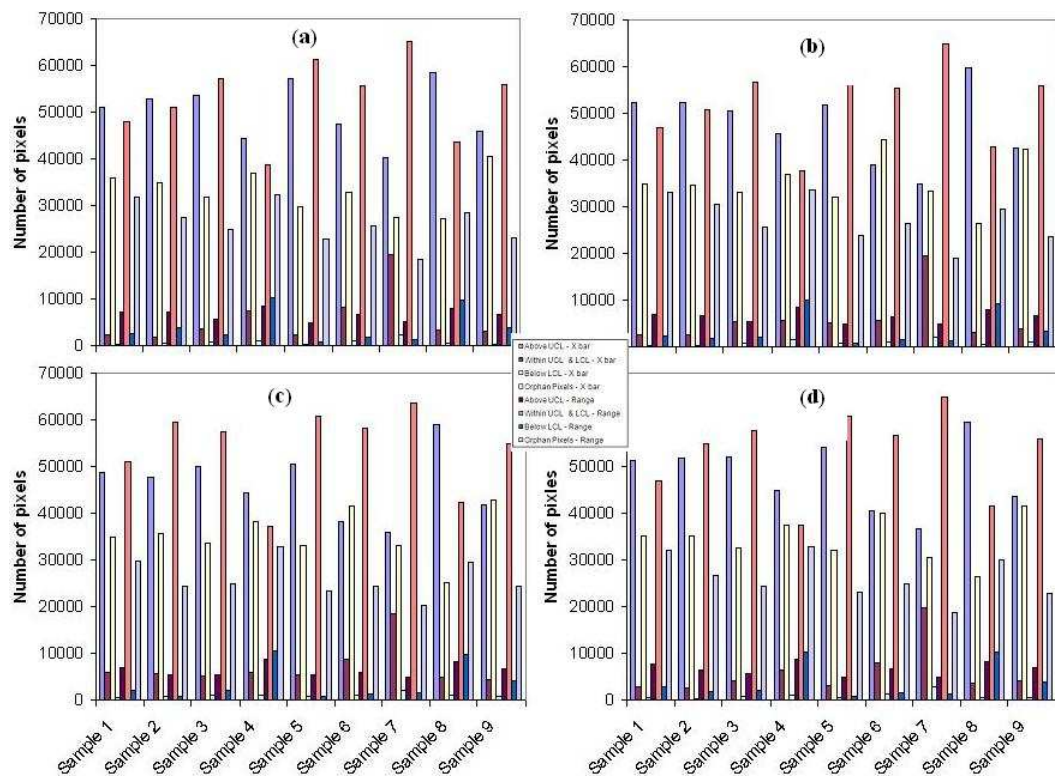 (a)
Number of pixels
70000
60000
50000
40000
30000
20000
10000
0
(b)
Number of pixels
70000
60000
50000
40000
30000
20000
10000
0
Above UCL - X bar
Within UCL & LCL - X bar
Below LCL - X bar
Orphan Pixels - X bar
Above UCL - Range
Within UCL & LCL - Range
Below LCL - Range
Orphan Pixels - Range
(c)
Number of pixels
70000
60000
50000
40000
30000
20000
10000
0
Sample 1
Sample 2
Sample 3
Sample 4
Sample 5
Sample 6
Sample 7
Sample 8
Sample 9
(d)
Number of pixles
70000
60000
50000
40000
30000
20000
10000
0
Sample 1
Sample 2
Sample 3
Sample 4
Sample 5
Sample 6
Sample 7
Sample 8
Sample 9